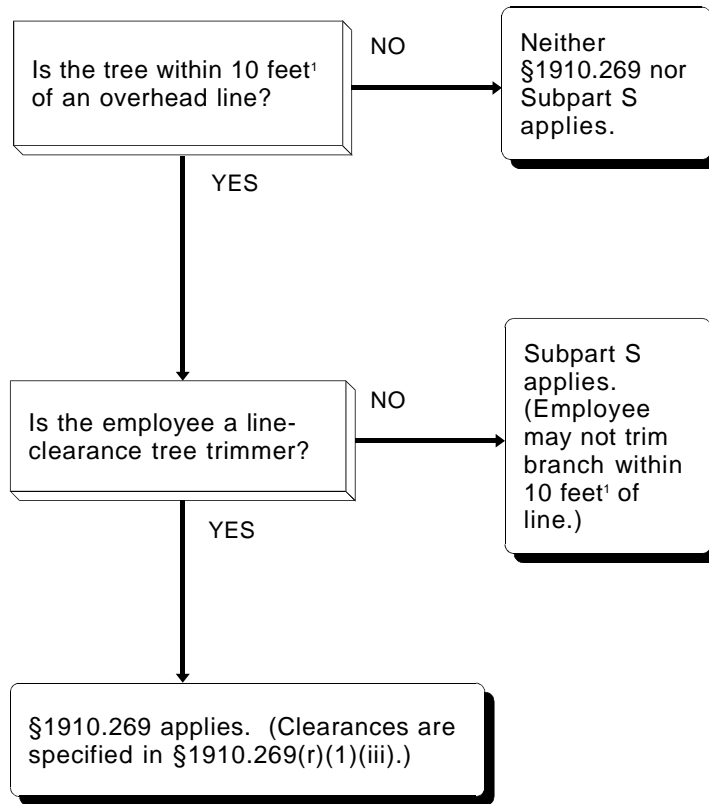 Is the tree within 10 feet¹
of an overhead line?
NO
Neither
§1910.269 nor
Subpart S
applies.
YES
Is the employee a line-
clearance tree trimmer?
NO
Subpart S
applies.
(Employee
may not trim
branch within
10 feet¹ of
line.)
YES
§1910.269 applies.  (Clearances are
specified in §1910.269(r)(1)(iii).)